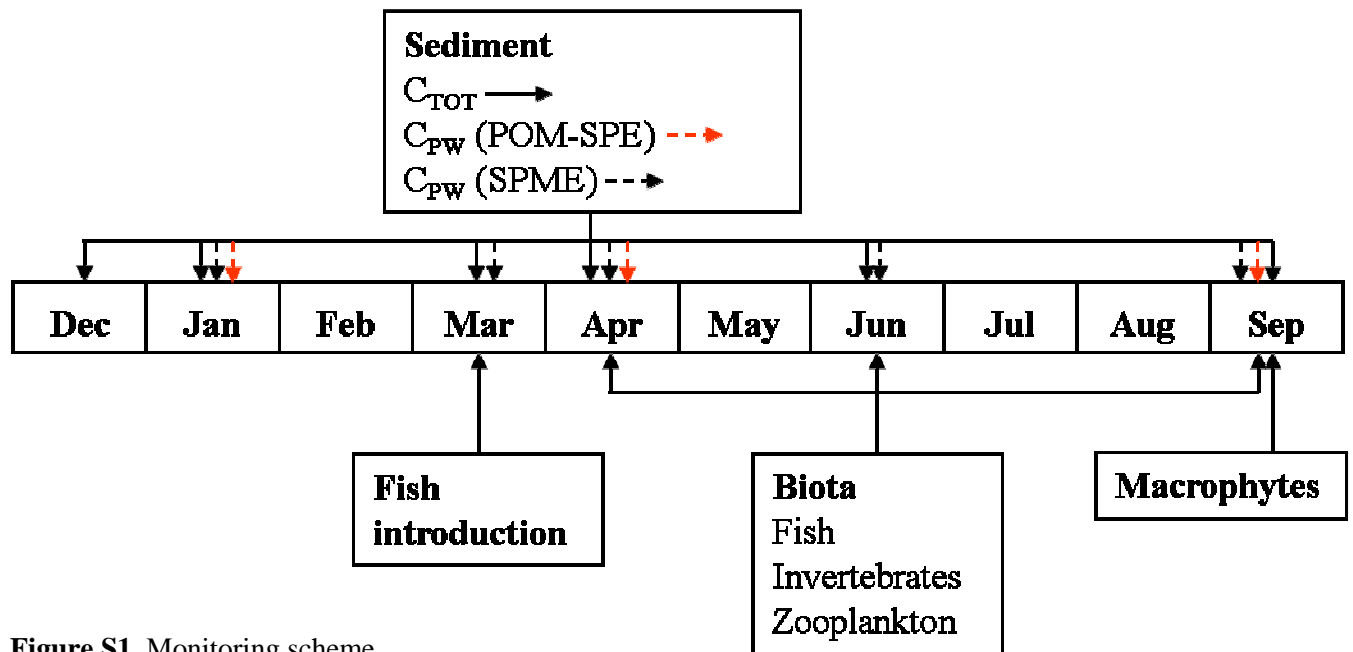 Sediment
CTOT
CPW (POM-SPE)
CPW (SPME)
Dec Jan Feb Mar Apr May Jun Jul Aug Sep
Fish
introduction
Biota
Fish
Invertebrates
Zooplankton
Macrophytes
Figure S1. Monitoring scheme